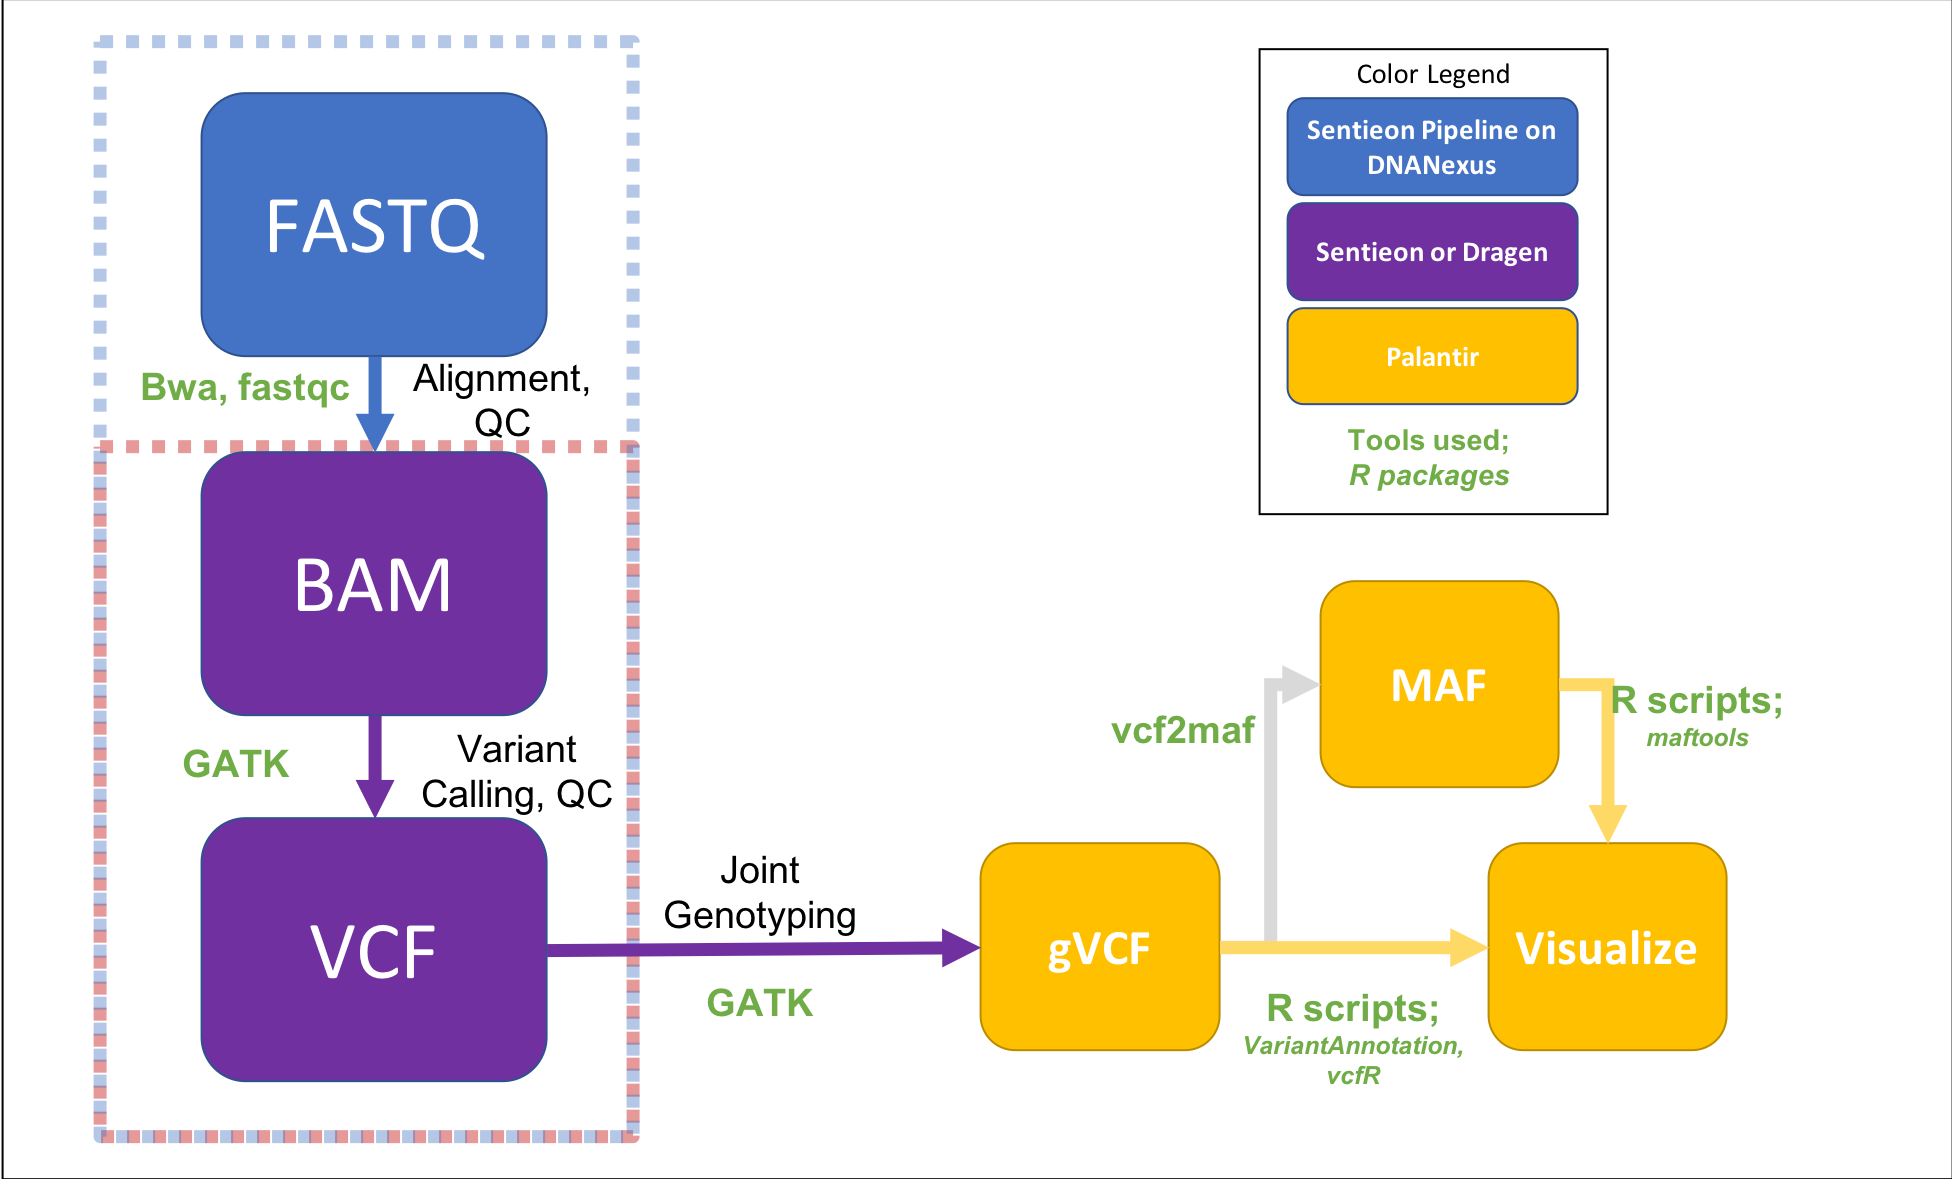 FASTQ
Bwa, fastqc
Alignment,
QC
BAM
GATK
Variant
Calling, QC
VCF
Joint
Genotyping
GATK
gVCF
vcf2maf
MAF
R scripts;
maftools
Visualize
R scripts;
VariantAnnotation,
vcfR
Color Legend
Sentieon Pipeline on
DNANexus
Sentieon or Dragen
Palantir
Tools used;
R packages